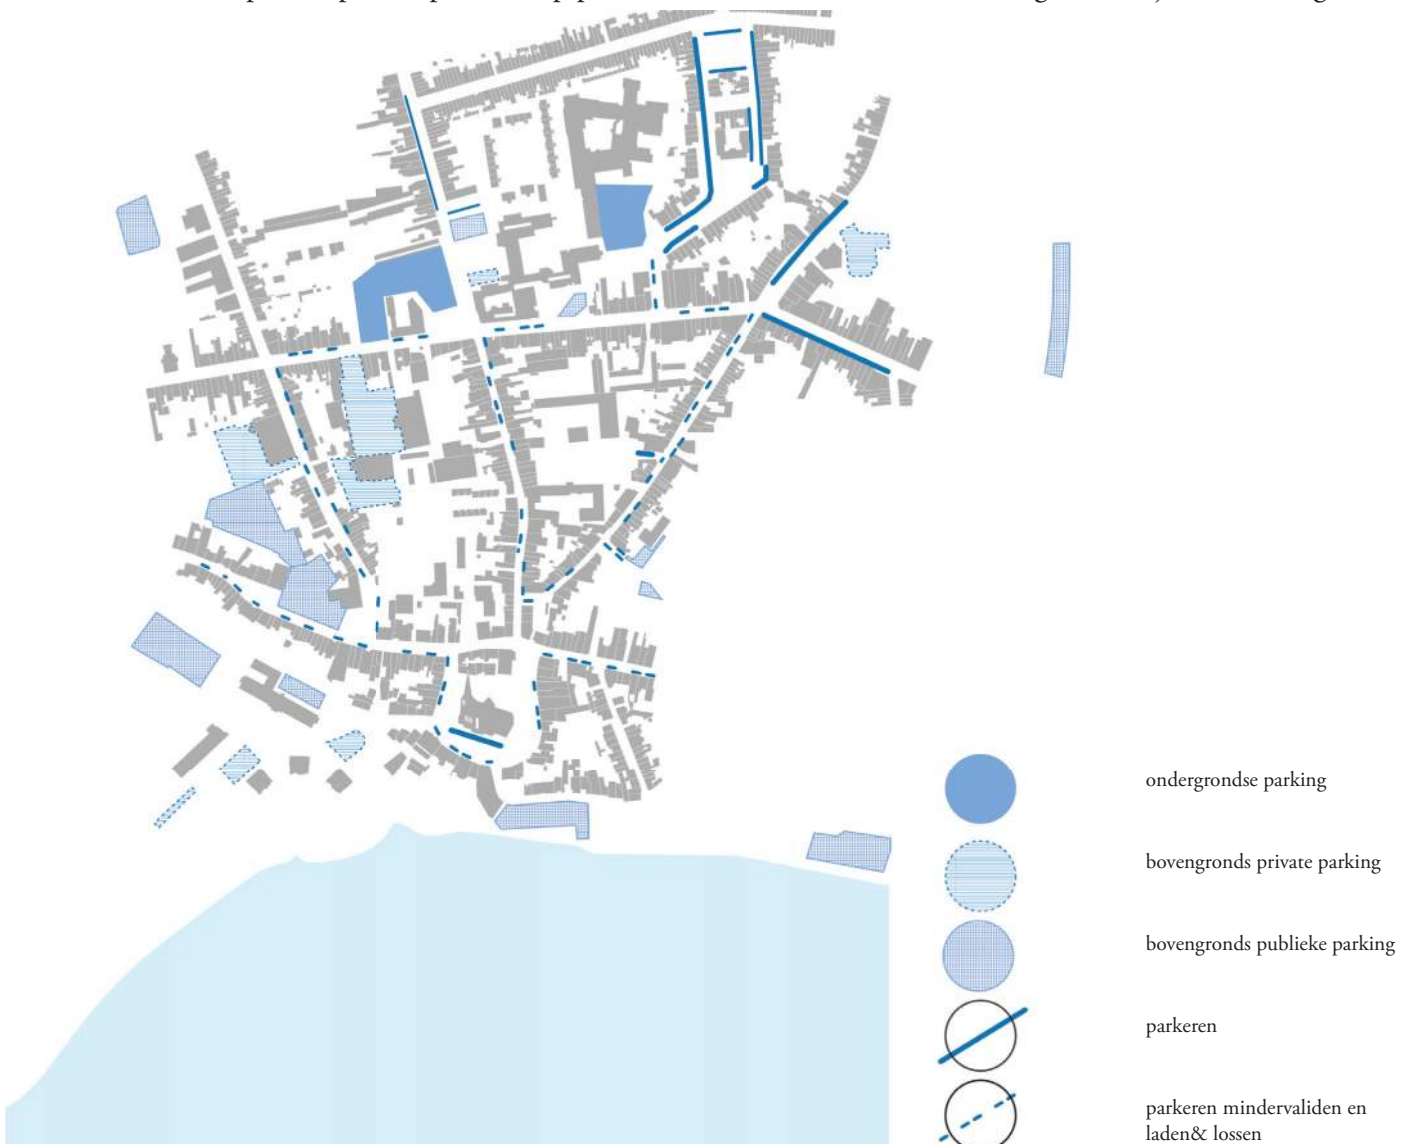 ondergrondse parking
bovengronds private parking
bovengronds publieke parking
parkeren
parkeren mindervaliden en
laden& lossen